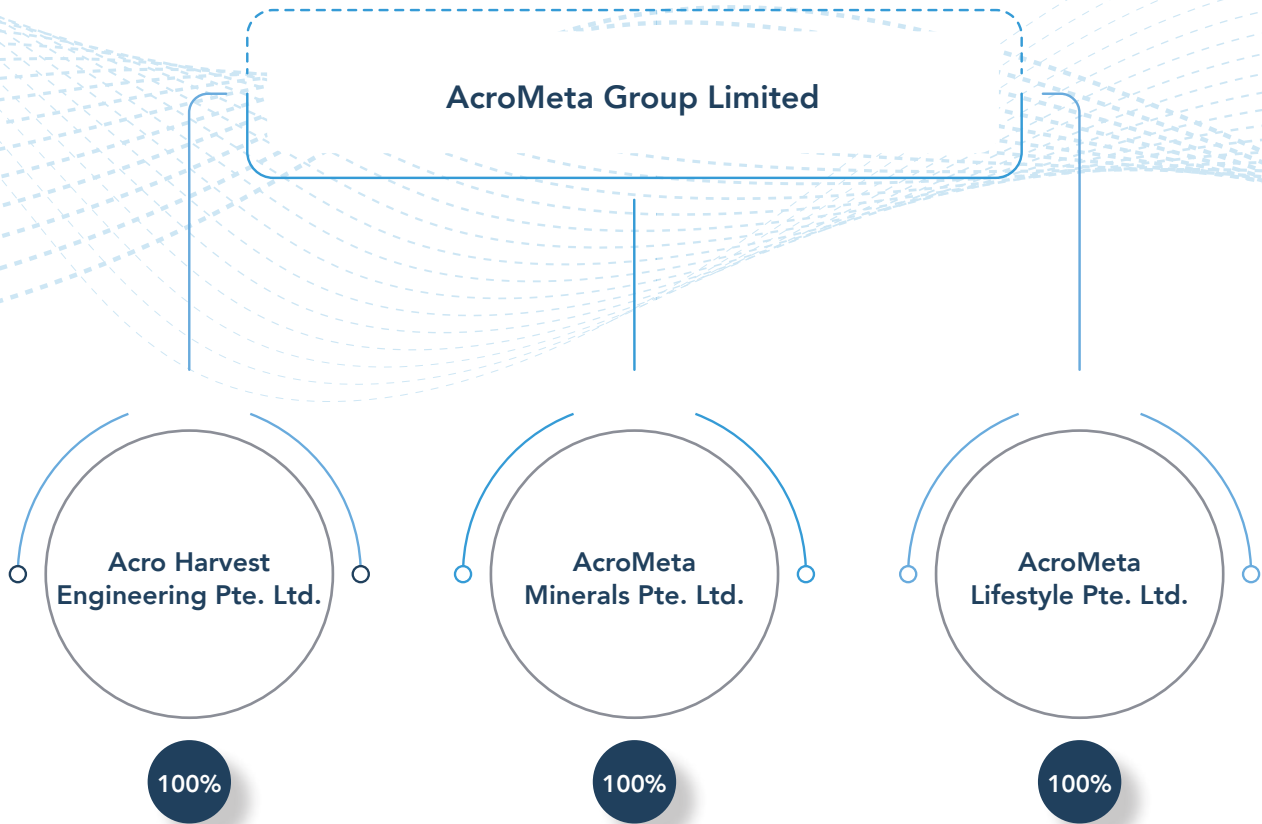 AcroMeta Group Limited
Acro Harvest
Engineering Pte. Ltd.
AcroMeta
Minerals Pte. Ltd.
AcroMeta
Lifestyle Pte. Ltd.
100%
100%
100%